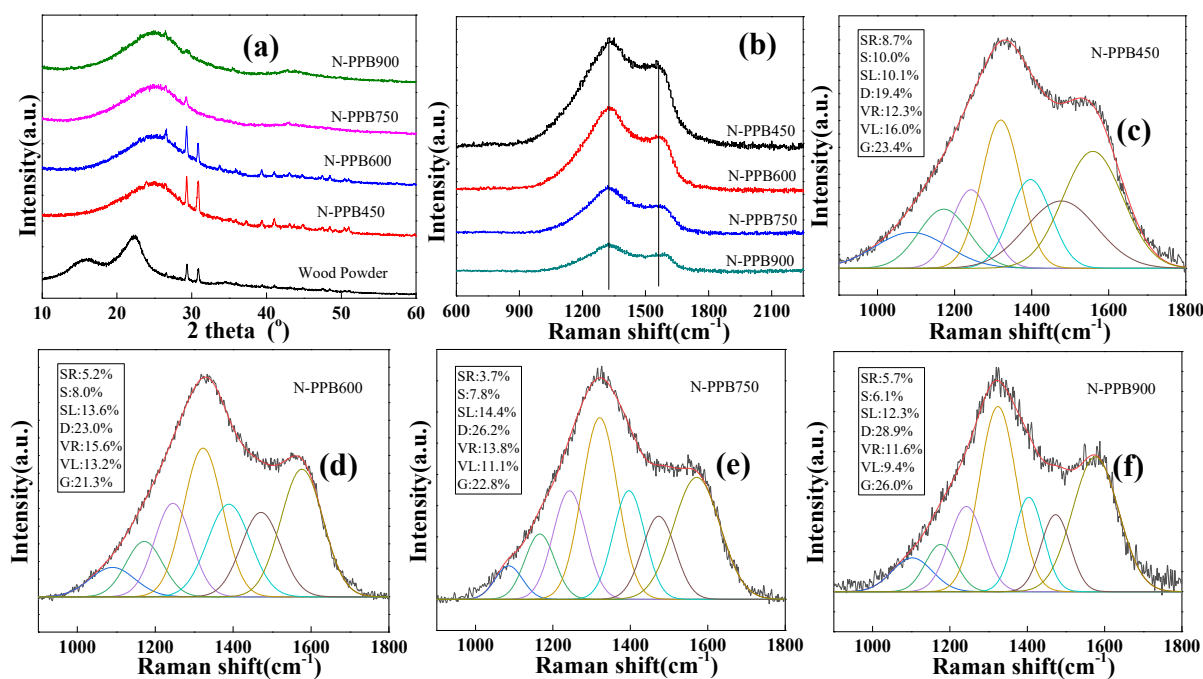 (a)
N-PPB900
N-PPB750
N-PPB600
N-PPB450
Wood Powder
Intensity(a.u.)
10 20 30 40 50 60
2 theta (°)
(b)
N-PPB450
N-PPB600
N-PPB750
N-PPB900
Intensity(a.u.)
600 900 1200 1500 1800 2100
Raman shift(cm-1)
SR:8.7%
S:10.0%
SL:10.1%
D:19.4%
VR:12.3%
VL:16.0%
G:23.4%
N-PPB450
(c)
Intensity(a.u.)
1000 1200 1400 1600 1800
Raman shift(cm-1)
SR:5.2%
S:8.0%
SL:13.6%
D:23.0%
VR:15.6%
VL:13.2%
G:21.3%
N-PPB600
(d)
Intensity(a.u.)
1000 1200 1400 1600 1800
Raman shift(cm-1)
SR:3.7%
S:7.8%
SL:14.4%
D:26.2%
VR:13.8%
VL:11.1%
G:22.8%
N-PPB750
(e)
Intensity(a.u.)
1000 1200 1400 1600 1800
Raman shift(cm-1)
SR:5.7%
S:6.1%
SL:12.3%
D:28.9%
VR:11.6%
VL:9.4%
G:26.0%
N-PPB900
(f)
Intensity(a.u.)
1000 1200 1400 1600 1800
Raman shift(cm-1)